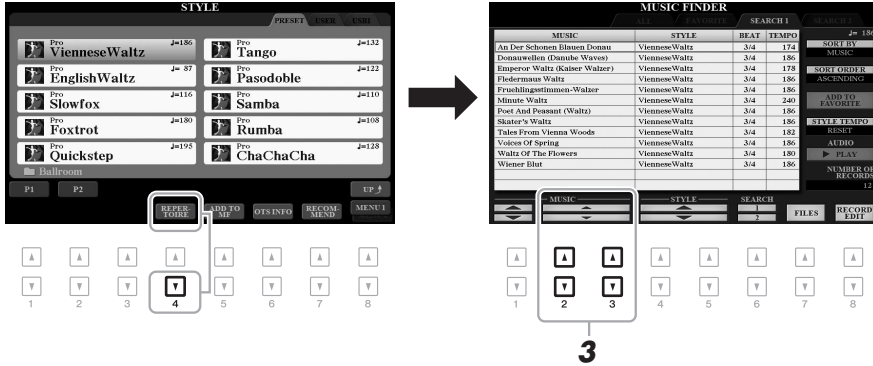 STYLE
PRESET USER USB1
Pro ♩=186
VienneseWaltz
Pro ♩=132
Tango
Pro ♩= 87
EnglishWaltz
Pro ♩=122
Pasodoble
Pro ♩=116
Slowfox
Pro ♩=110
Samba
Pro ♩=180
Foxtrot
Pro ♩=108
Rumba
Pro ♩=195
Quickstep
Pro ♩=128
ChaChaCha
Ballroom
P1 P2 UP
REPER-
TOIRE
ADD TO
MF
OTS INFO
RECOM-
MEND
MENU 1
1 2 3 4 5 6 7 8
MUSIC FINDER
ALL FAVORITE SEARCH 1 SEARCH 2
MUSIC STYLE BEAT TEMPO
An Der Schonen Blauen Donau VienneseWaltz 3/4 174
Donauwellen (Danube Waves) VienneseWaltz 3/4 186
Emperor Waltz (Kaiser Walzer) VienneseWaltz 3/4 178
Fledermaus Waltz VienneseWaltz 3/4 186
Fruehlingsstimmen-Walzer VienneseWaltz 3/4 186
Minute Waltz VienneseWaltz 3/4 240
Poet And Peasant (Waltz) VienneseWaltz 3/4 186
Skater's Waltz VienneseWaltz 3/4 186
Tales From Vienna Woods VienneseWaltz 3/4 182
Voices Of Spring VienneseWaltz 3/4 186
Waltz Of The Flowers VienneseWaltz 3/4 180
Wiener Blut VienneseWaltz 3/4 186
♩= 186
SORT BY
MUSIC
SORT ORDER
ASCENDING
ADD TO
FAVORITE
STYLE TEMPO
RESET
AUDIO
PLAY
NUMBER OF
RECORDS
12
MUSIC STYLE SEARCH
1
2
FILES
RECORD
EDIT
1 2 3 4 5 6 7 8
3